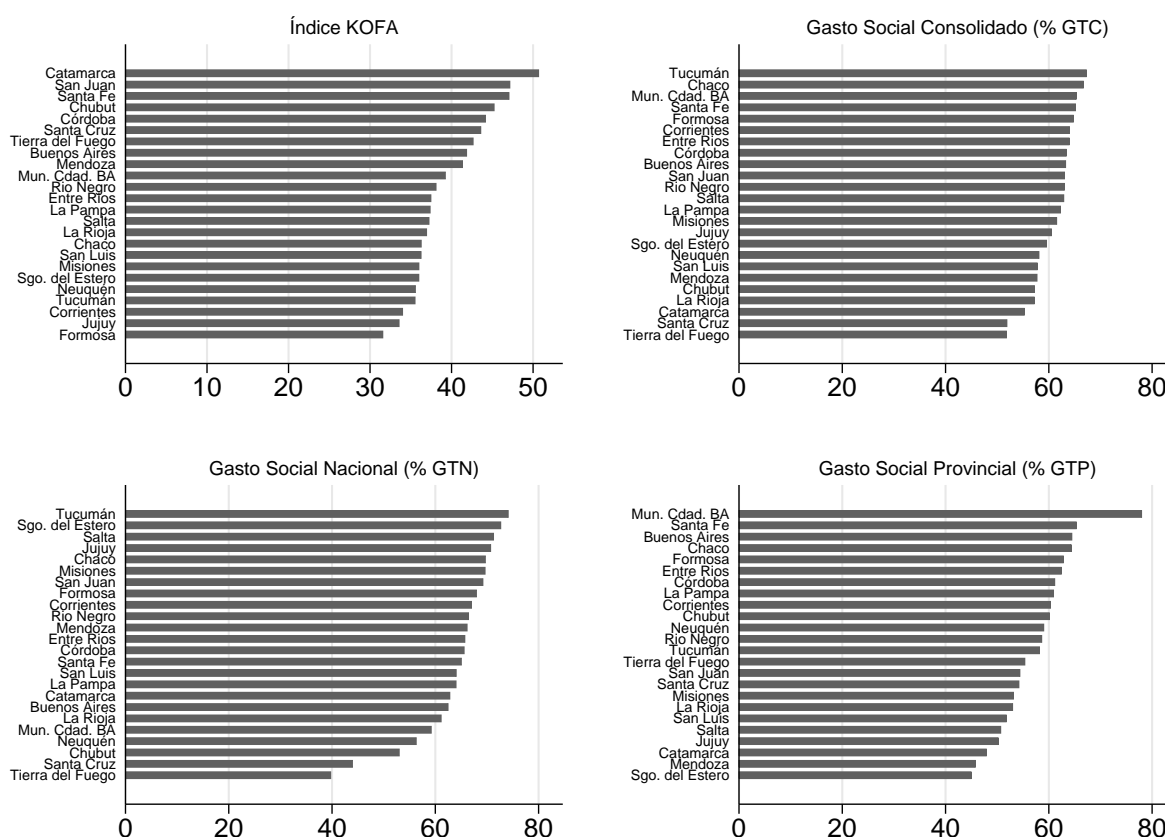 Índice KOFA
Catamarca
San Juan
Santa Fe
Chubut
Córdoba
Santa Cruz
Tierra del Fuego
Buenos Aires
Mendoza
Mun. Cdad. BA
Rio Negro
Entre Rios
La Pampa
Salta
La Rioja
Chaco
San Luis
Misiones
Sgo. del Estero
Neuquén
Tucumán
Corrientes
Jujuy
Formosa
0 10 20 30 40 50
Gasto Social Consolidado (% GTC)
Tucumán
Chaco
Mun. Cdad. BA
Santa Fe
Formosa
Corrientes
Entre Rios
Córdoba
Buenos Aires
San Juan
Rio Negro
Salta
La Pampa
Misiones
Jujuy
Sgo. del Estero
Neuquén
San Luis
Mendoza
Chubut
La Rioja
Catamarca
Santa Cruz
Tierra del Fuego
0 20 40 60 80
Gasto Social Nacional (% GTN)
Tucumán
Sgo. del Estero
Salta
Jujuy
Chaco
Misiones
San Juan
Formosa
Corrientes
Rio Negro
Mendoza
Entre Rios
Córdoba
Santa Fe
San Luis
La Pampa
Catamarca
Buenos Aires
La Rioja
Mun. Cdad. BA
Neuquén
Chubut
Santa Cruz
Tierra del Fuego
0 20 40 60 80
Gasto Social Provincial (% GTP)
Mun. Cdad. BA
Santa Fe
Buenos Aires
Chaco
Formosa
Entre Rios
Córdoba
La Pampa
Corrientes
Chubut
Neuquén
Rio Negro
Tucumán
Tierra del Fuego
San Juan
Santa Cruz
Misiones
La Rioja
San Luis
Salta
Jujuy
Catamarca
Mendoza
Sgo. del Estero
0 20 40 60 80